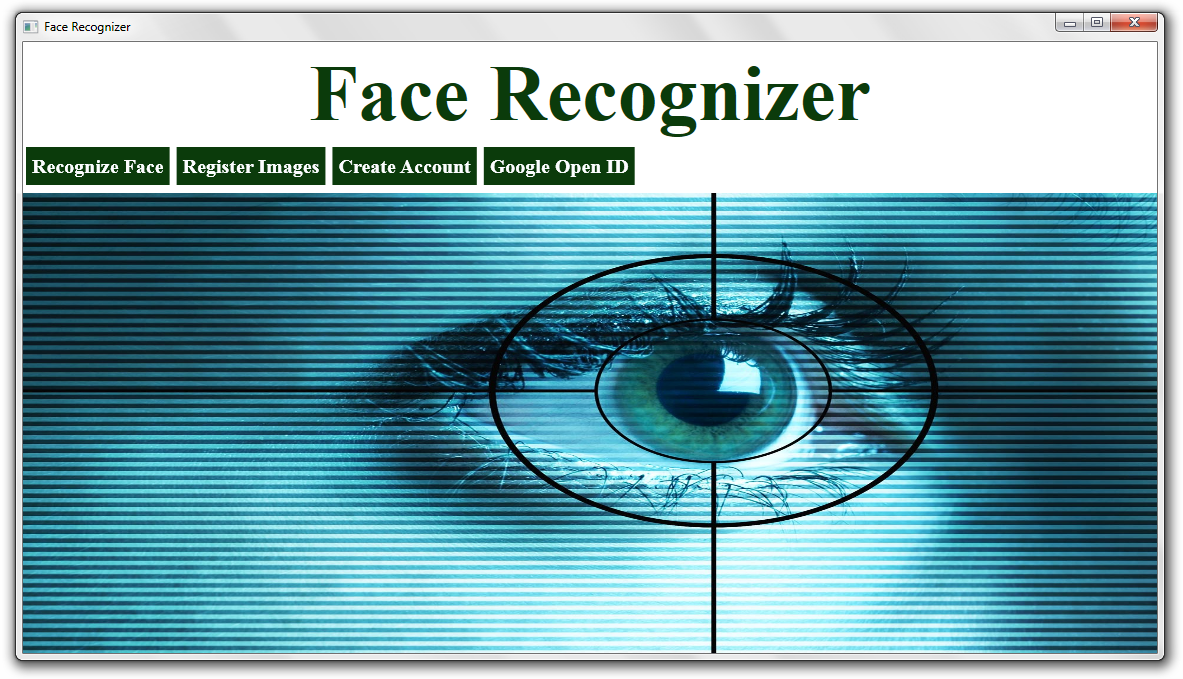 Face Recognizer
Face Recognizer
Recognize Face Register Images Create Account Google Open ID